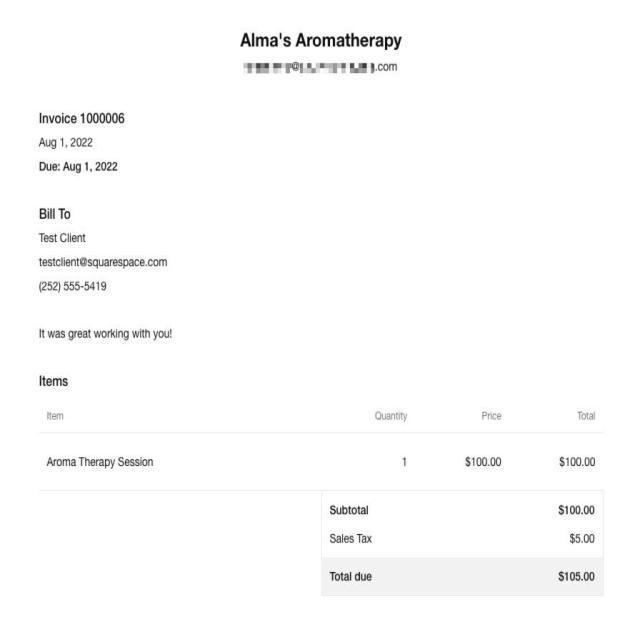 Alma's Aromatherapy
.com
Invoice 1000006
Aug 1, 2022
Due: Aug 1, 2022
Bill To
Test Client
testclient@squarespace.com
(252) 555-5419
It was great working with you!
Items
Item Quantity Price Total
Aroma Therapy Session 1 $100.00 $100.00
Subtotal $100.00
Sales Tax $5.00
Total due $105.00